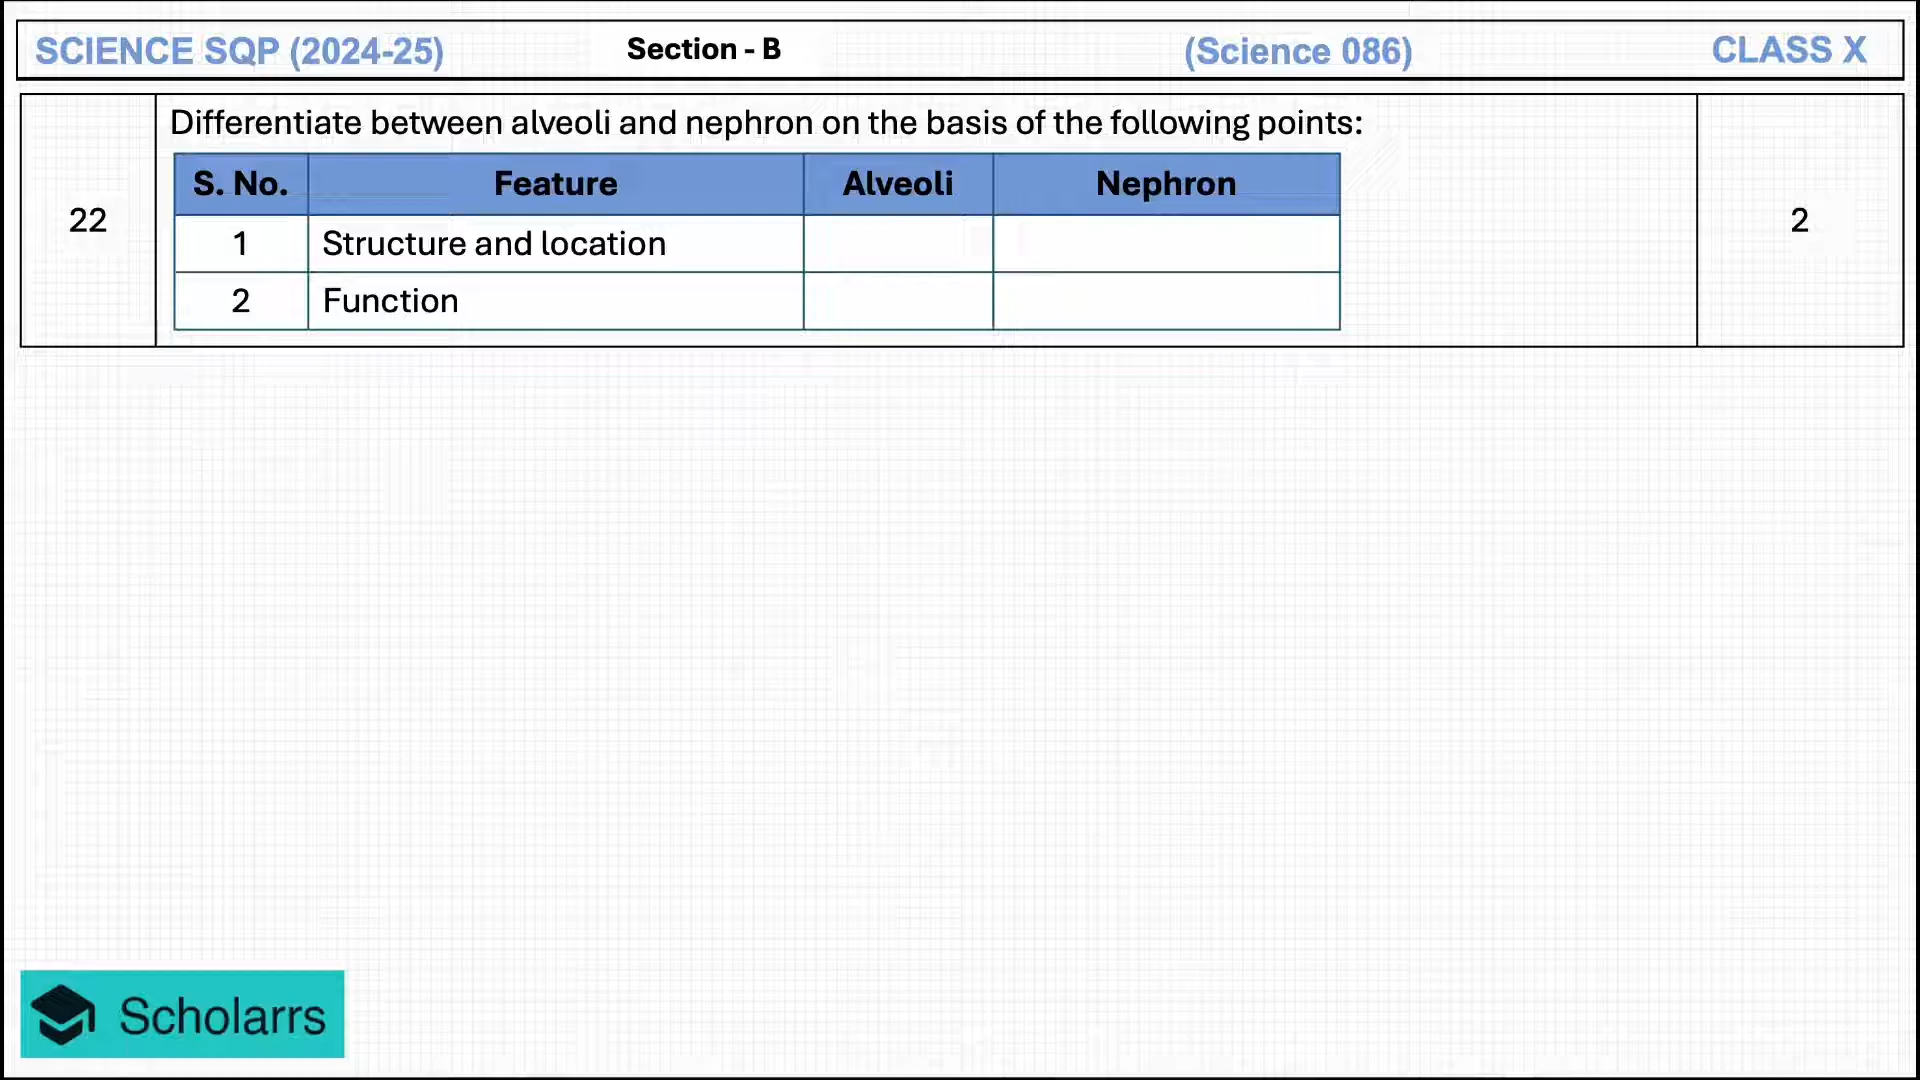 SCIENCE SQP (2024-25) Section - B (Science 086) CLASS X
Differentiate between alveoli and nephron on the basis of the following points:
22
S. No. Feature Alveoli Nephron
1 Structure and location
2 Function
2
Scholarrs